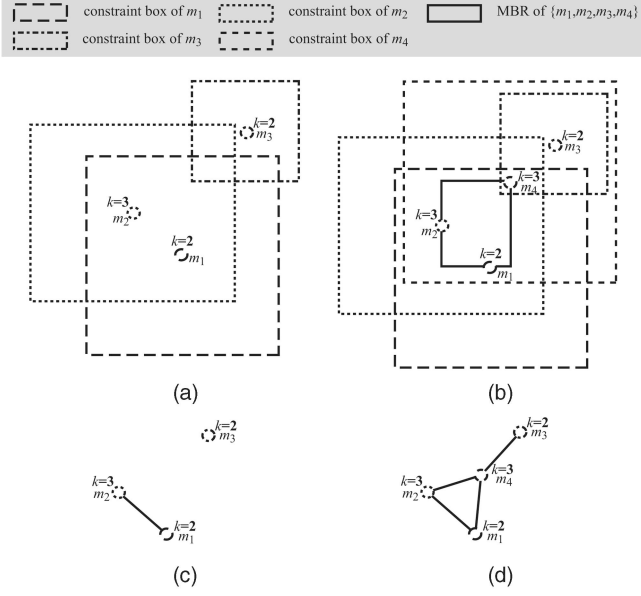 constraint box of m1 constraint box of m2 MBR of {m1,m2,m3,m4}
constraint box of m3 constraint box of m4
k=2
m3
k=3
m2
k=2
m1
(a)
k=2
m3
k=3
m4
k=3
m2
k=2
m1
(b)
k=2
m3
k=3
m2
k=2
m1
(c)
k=2
m3
k=3
m4
k=3
m2
k=2
m1
(d)